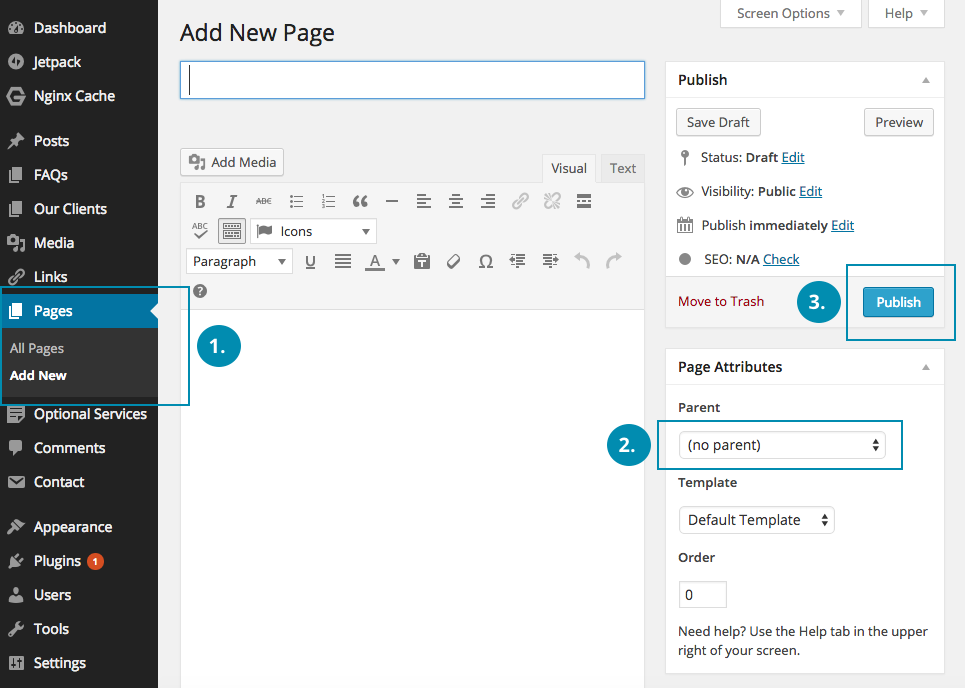 Dashboard
Jetpack
Nginx Cache
Posts
FAQs
Our Clients
Media
Links
Pages
All Pages
Add New
Optional Services
Comments
Contact
Appearance
Plugins 1
Users
Tools
Settings
1.
Screen Options
Help
Add New Page
Add Media
Visual
Text
B I ABC
ABC
Icons
Paragraph
U A T Ω
?
Publish
Save Draft
Preview
Status: Draft Edit
Visibility: Public Edit
Publish immediately Edit
SEO: N/A Check
Move to Trash
3.
Publish
Page Attributes
Parent
2.
(no parent)
Template
Default Template
Order
0
Need help? Use the Help tab in the upper
right of your screen.